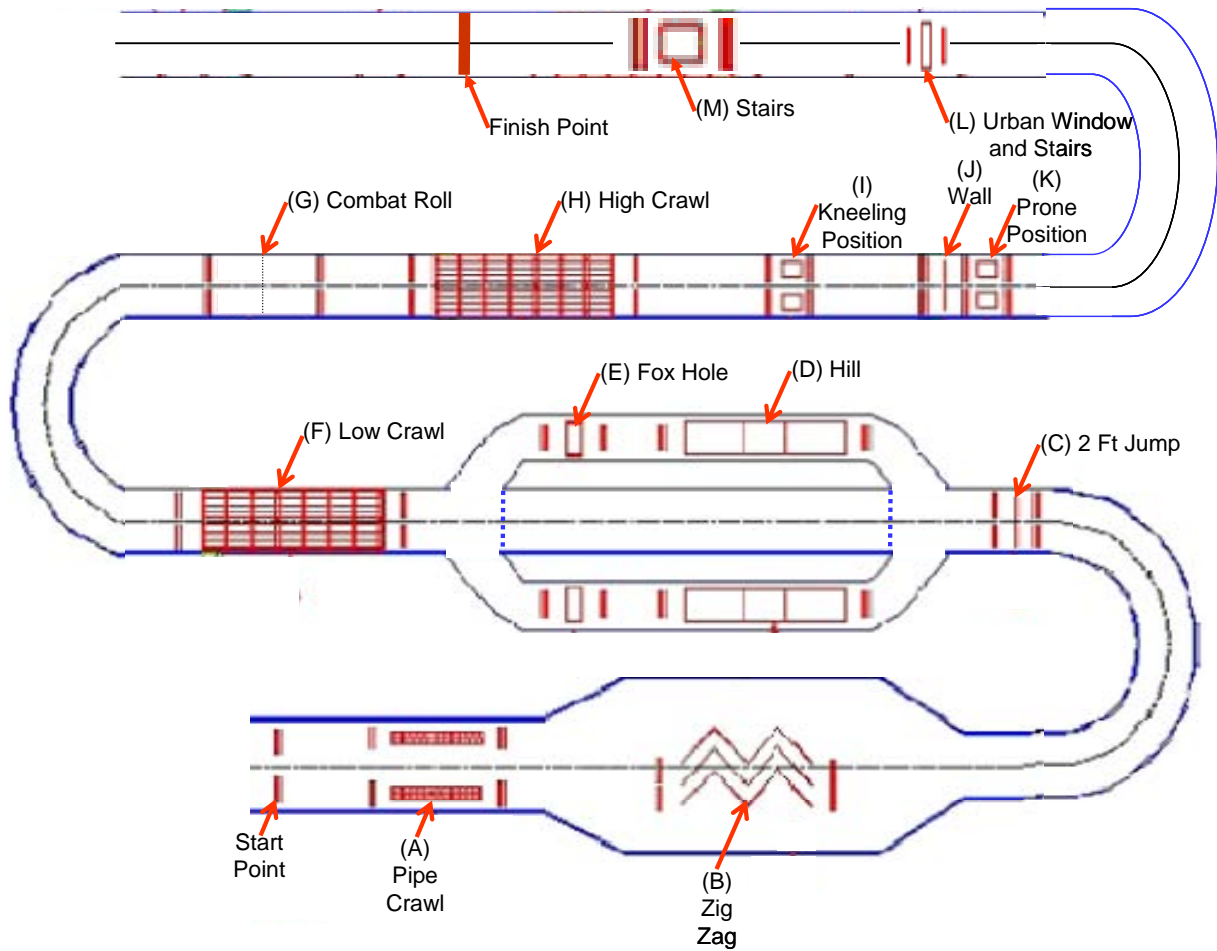 Finish Point
(M) Stairs
(L) Urban Window
and Stairs
(G) Combat Roll
(H) High Crawl
(I)
Kneeling
Position
(J)
Wall
(K)
Prone
Position
(E) Fox Hole
(D) Hill
(F) Low Crawl
(C) 2 Ft Jump
Start
Point
(A)
Pipe
Crawl
(B)
Zig
Zag